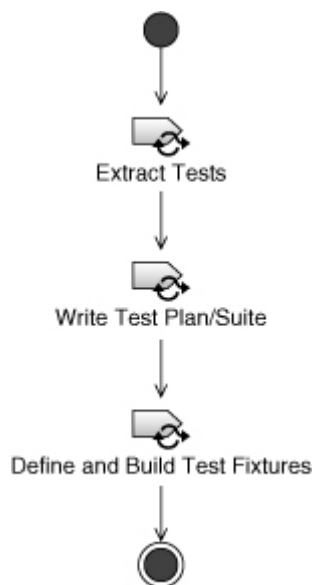 Extract Tests
Write Test Plan/Suite
Define and Build Test Fixtures